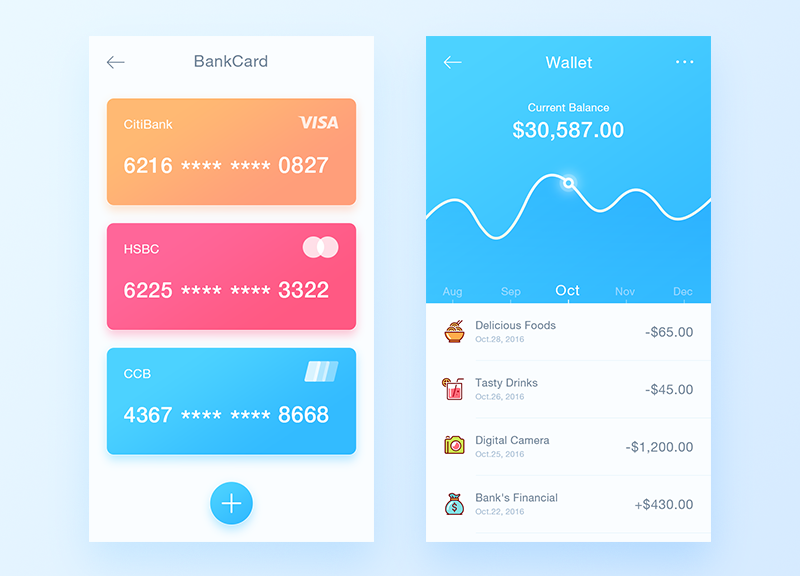 BankCard
CitiBank VISA
6216 **** **** 0827
HSBC
6225 **** **** 3322
CCB
4367 **** **** 8668
Wallet
Current Balance
$30,587.00
Aug Sep Oct Nov Dec
Delicious Foods
Oct.28, 2016
-$65.00
Tasty Drinks
Oct.26, 2016
-$45.00
Digital Camera
Oct.25, 2016
-$1,200.00
Bank's Financial
Oct.22, 2016
+$430.00